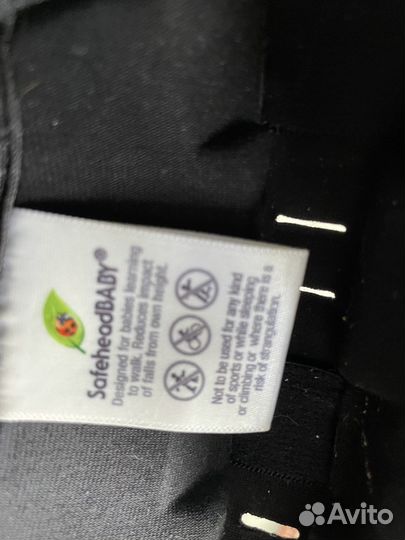 SafeheadBABY®
Designed for babies learning
to walk. Reduces impact
of falls from own height.
Not to be used for any kind
of sports or while sleeping
or climbing or where there is a
risk of strangulation.
Avito